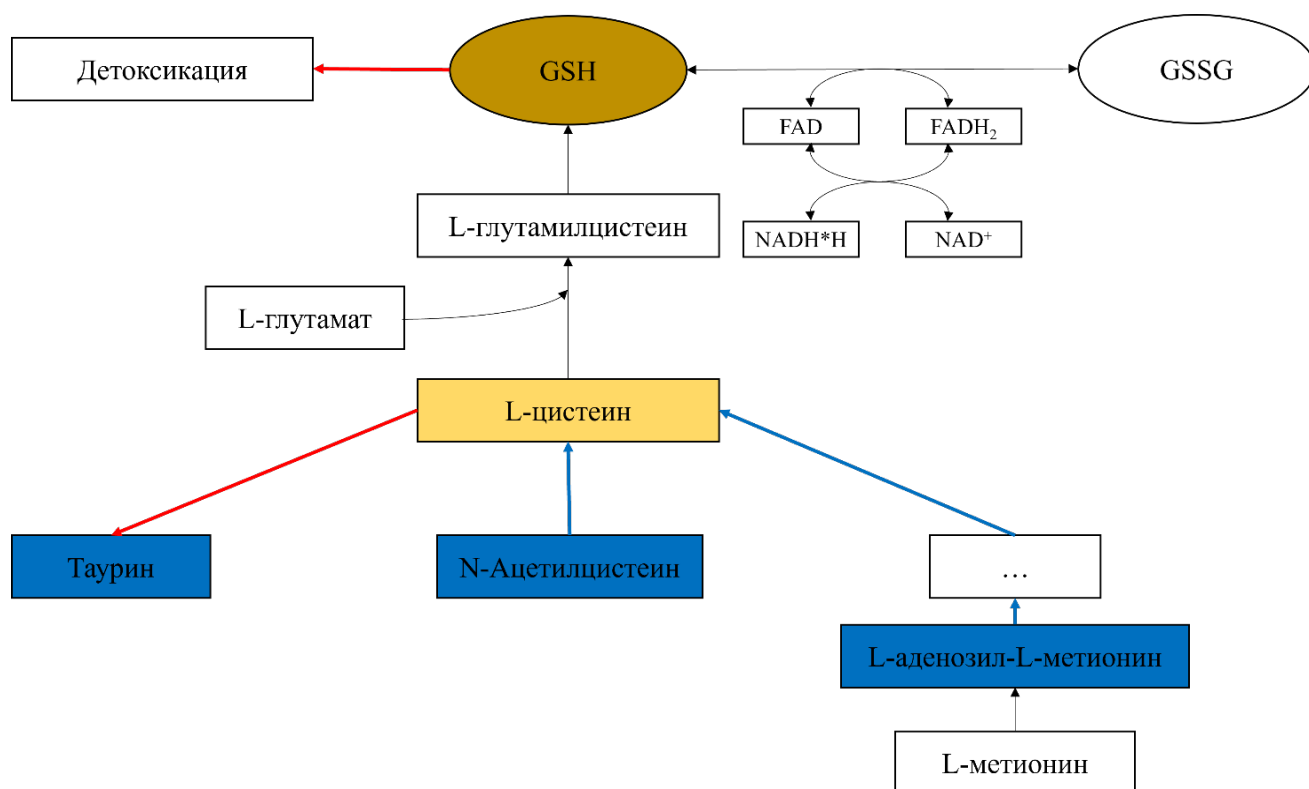 Детоксикация
GSH
GSSG
FAD
FADH₂
L-глутамилцистеин
NADH*H
NAD⁺
L-глутамат
L-цистеин
Таурин
N-Ацетилцистеин
...
L-аденозил-L-метионин
L-метионин